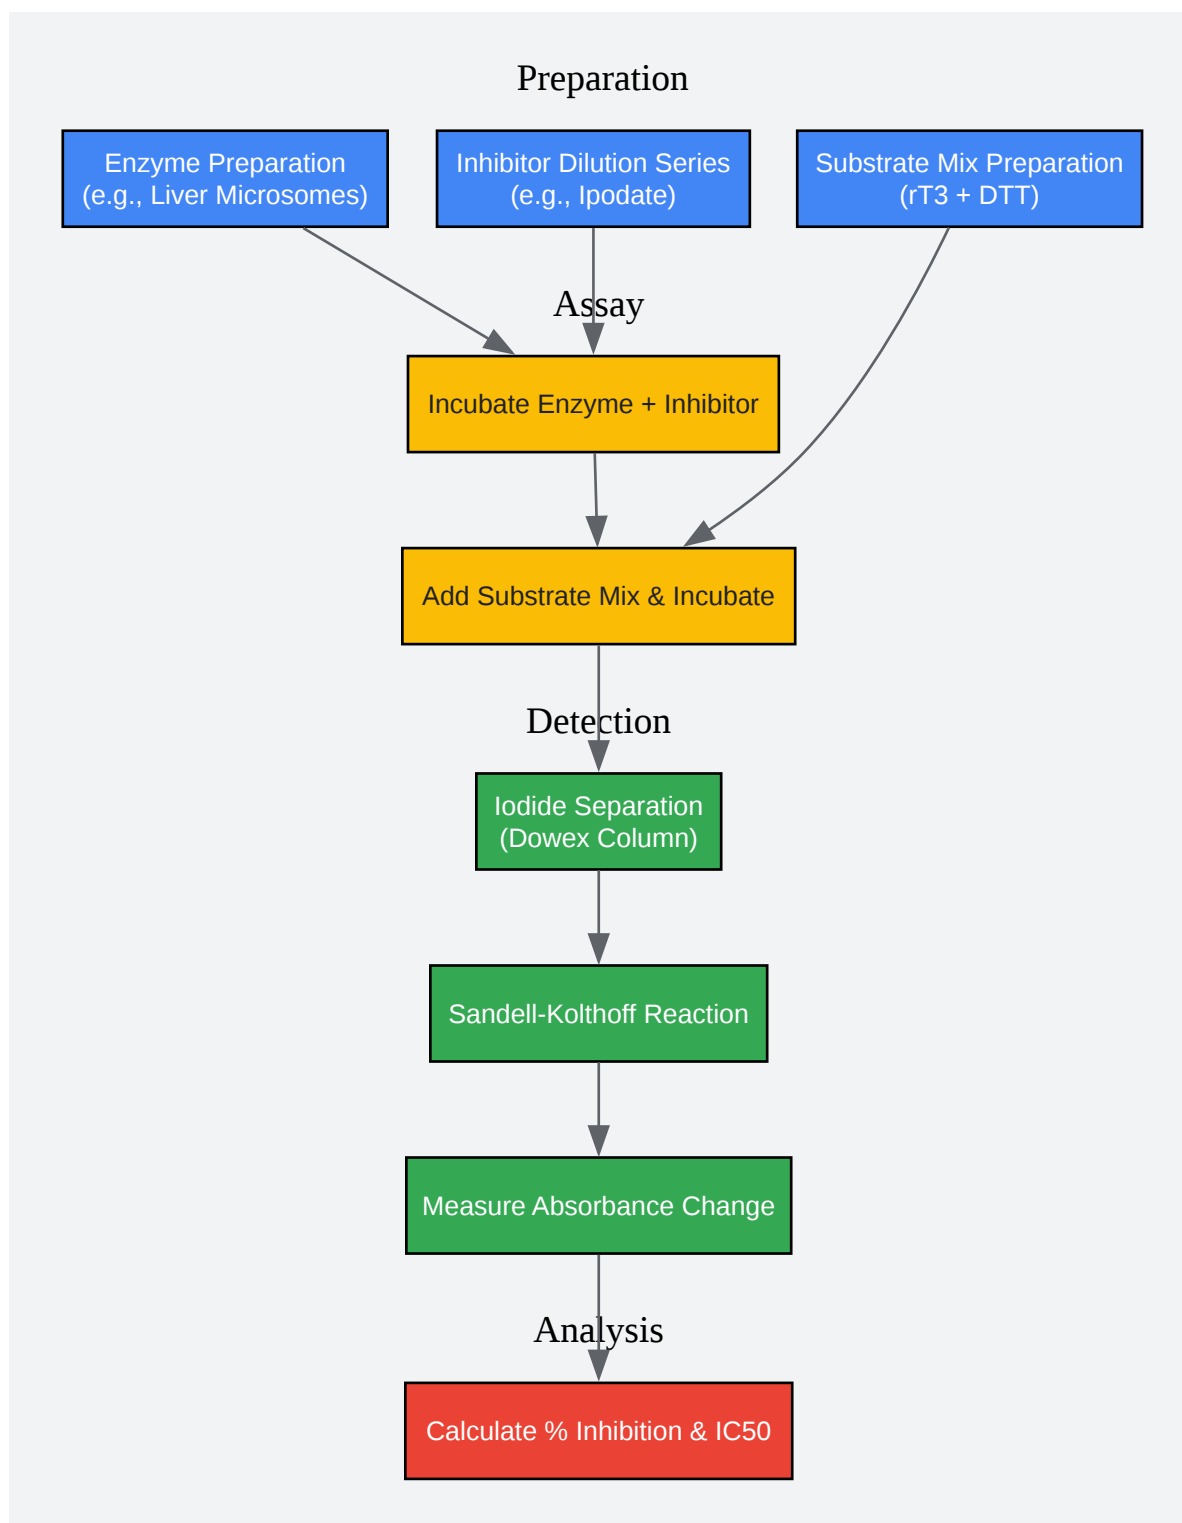 Preparation
Enzyme Preparation
(e.g., Liver Microsomes)
Inhibitor Dilution Series
(e.g., Ipodate)
Substrate Mix Preparation
(rT3 + DTT)
Assay
Incubate Enzyme + Inhibitor
Add Substrate Mix & Incubate
Detection
Iodide Separation
(Dowex Column)
Sandell-Kolthoff Reaction
Measure Absorbance Change
Analysis
Calculate % Inhibition & IC50